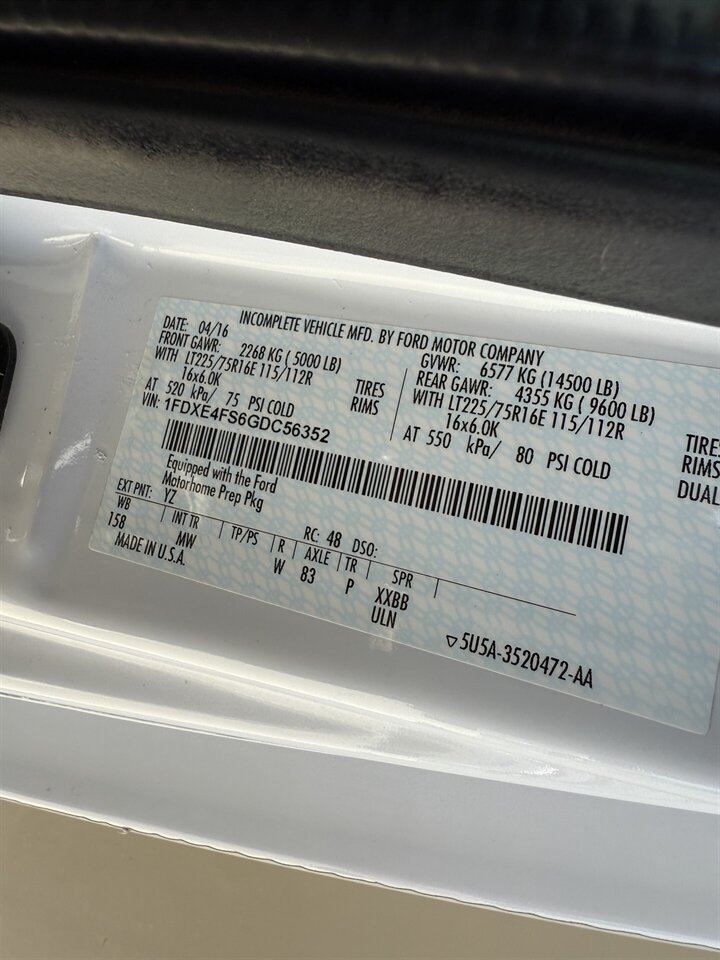 INCOMPLETE VEHICLE MFD. BY FORD MOTOR COMPANY
DATE: 04/16 GVWR: 6577 KG (14500 LB)
FRONT GAWR: 2268 KG (5000 LB) REAR GAWR: 4355 KG (9600 LB)
WITH LT225/75R16E 115/112R TIRES WITH LT225/75R16E 115/112R TIRES
16x6.0K RIMS 16x6.0K RIMS
AT 520 kPa/ 75 PSI COLD AT 550 kPa/ 80 PSI COLD DUAL
VIN: 1FDXE4FS6GDC56352
Equipped with the Ford
Motorhome Prep Pkg
EXT PNT: YZ RC: 48 DSO:
WB INT TR TP/PS R AXLE TR SPR
158 MW W 83 P XXBB
MADE IN U.S.A. ULN
▽5U5A-3520472-AA